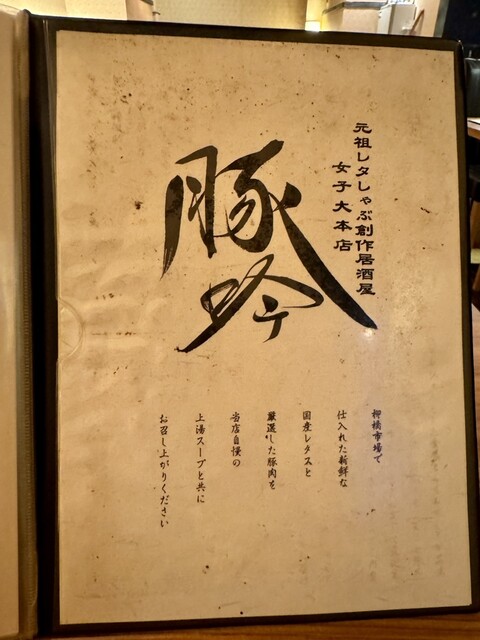 元祖レタしゃぶ創作居酒屋
女子大本店
豚吟
柳橋市場で
仕入れた新鮮な
国産レタスと
厳選した豚肉を
当店自慢の
上湯スープと共に
お召し上がりください